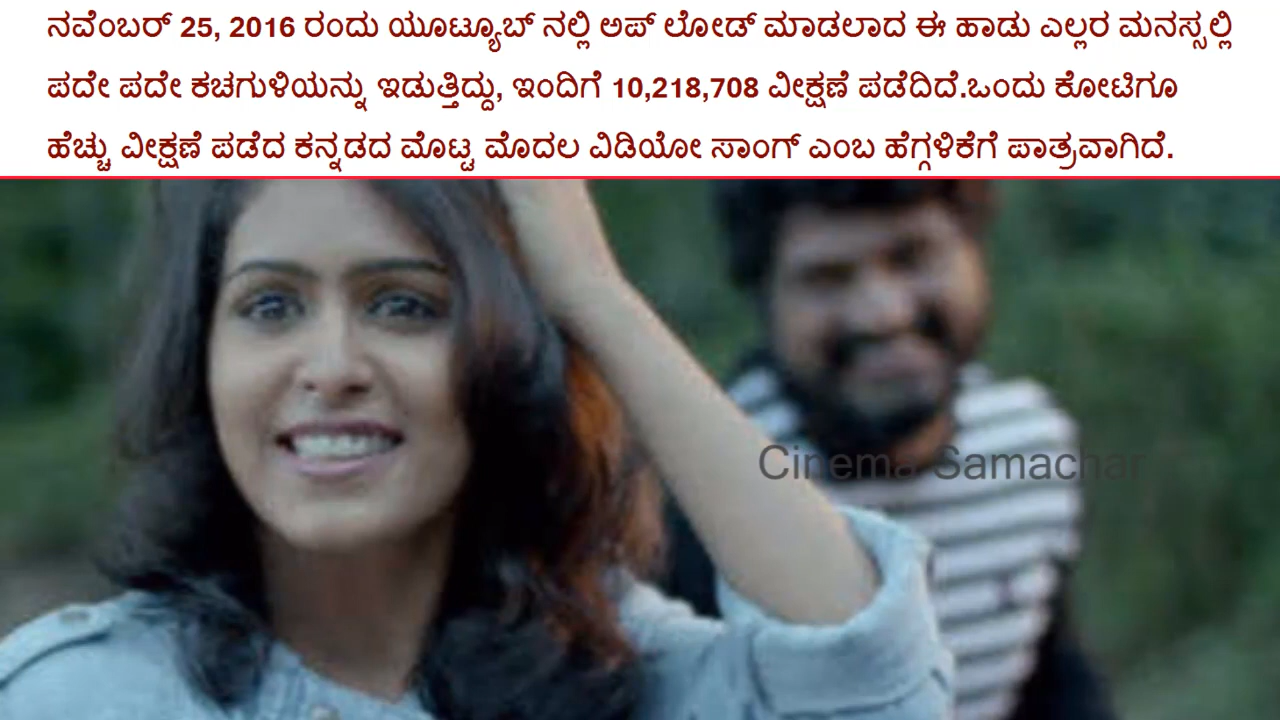 ನವೆಂಬರ್ 25, 2016 ರಂದು ಯೂಟ್ಯೂಬ್ ನಲ್ಲಿ ಅಪ್ ಲೋಡ್ ಮಾಡಲಾದ ಈ ಹಾಡು ಎಲ್ಲರ ಮನಸ್ಸಲ್ಲಿ
ಪದೇ ಪದೇ ಕಚಗುಳಿಯನ್ನು ಇಡುತ್ತಿದ್ದು, ಇಂದಿಗೆ 10,218,708 ವೀಕ್ಷಣೆ ಪಡೆದಿದೆ.ಒಂದು ಕೋಟಿಗೂ
ಹೆಚ್ಚು ವೀಕ್ಷಣೆ ಪಡೆದ ಕನ್ನಡದ ಮೊಟ್ಟ ಮೊದಲ ವಿಡಿಯೋ ಸಾಂಗ್ ಎಂಬ ಹೆಗ್ಗಳಿಕೆಗೆ ಪಾತ್ರವಾಗಿದೆ.
Cinema Samachar